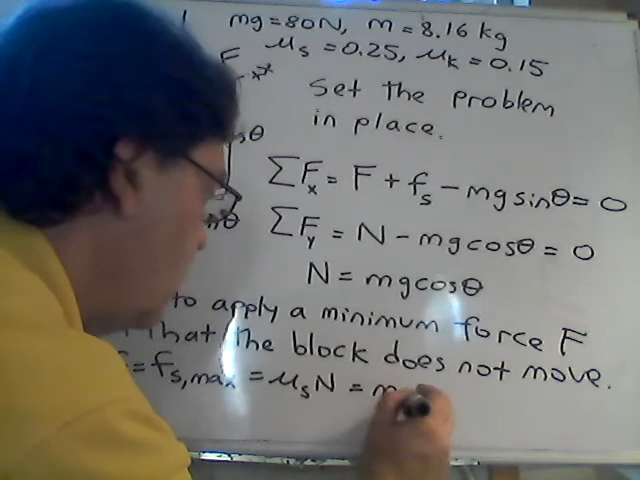 mg = 80N, m = 8.16 kg
μs = 0.25, μk = 0.15
F
Set the problem
in place.
θ
ΣFx = F + fs - mg sinθ = 0
θ
ΣFy = N - mg cosθ = 0
N = mg cosθ
to apply a minimum force F
that the block does not move.
= fs,max = μsN = m